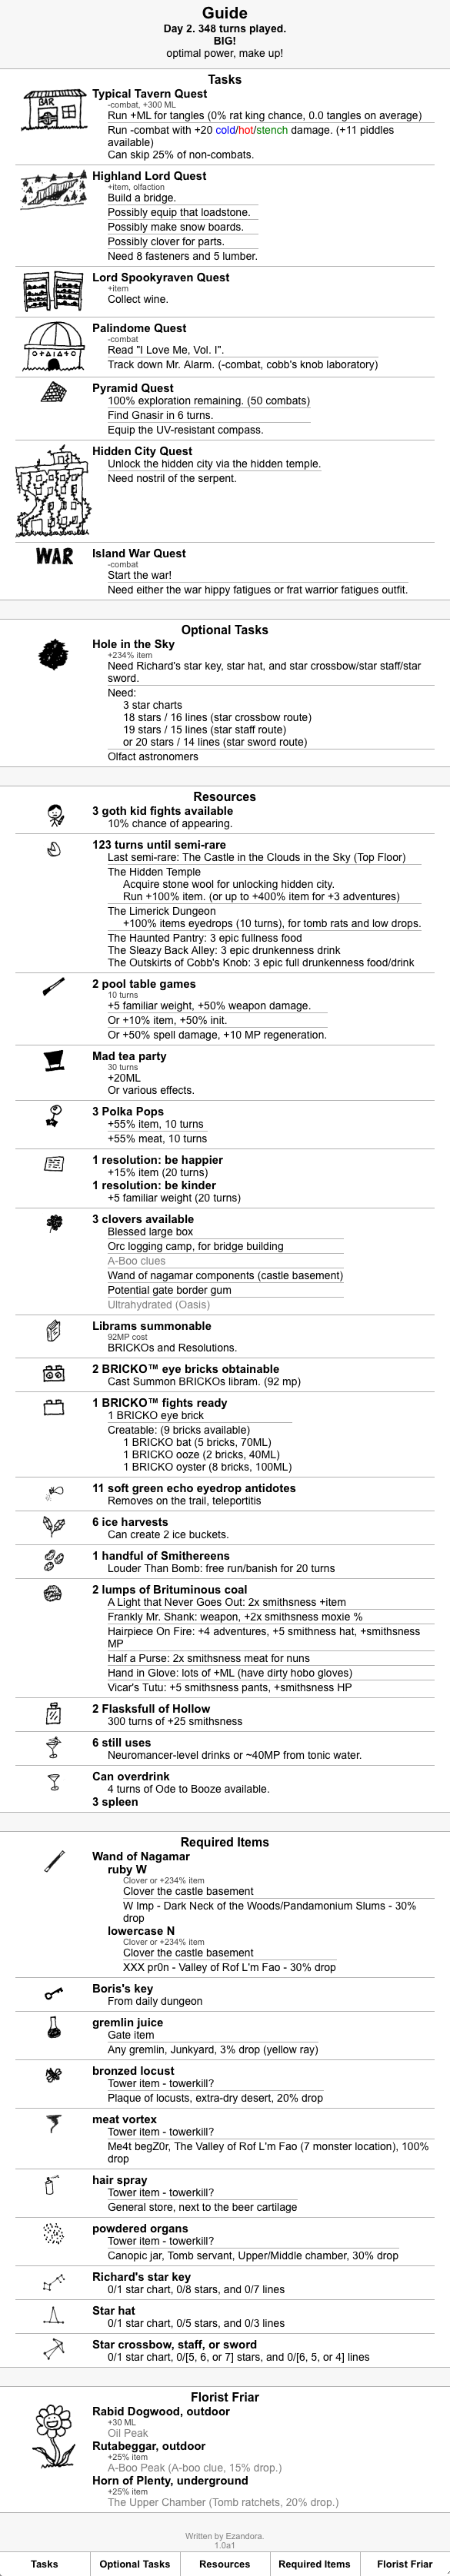 Guide
Day 2. 348 turns played.
BIG!
optimal power, make up!
Tasks
BAR
Typical Tavern Quest
-combat, +300 ML
Run +ML for tangles (0% rat king chance, 0.0 tangles on average)
Run -combat with +20 cold/hot/stench damage. (+11 piddles
available)
Can skip 25% of non-combats.
Highland Lord Quest
+item, olfaction
Build a bridge.
Possibly equip that loadstone.
Possibly make snow boards.
Possibly clover for parts.
Need 8 fasteners and 5 lumber.
Lord Spookyraven Quest
+item
Collect wine.
Palindome Quest
-combat
Read "I Love Me, Vol. I".
Track down Mr. Alarm. (-combat, cobb's knob laboratory)
Pyramid Quest
100% exploration remaining. (50 combats)
Find Gnasir in 6 turns.
Equip the UV-resistant compass.
Hidden City Quest
Unlock the hidden city via the hidden temple.
Need nostril of the serpent.
WAR
Island War Quest
-combat
Start the war!
Need either the war hippy fatigues or frat warrior fatigues outfit.
Optional Tasks
Hole in the Sky
+234% item
Need Richard's star key, star hat, and star crossbow/star staff/star
sword.
Need:
3 star charts
18 stars / 16 lines (star crossbow route)
19 stars / 15 lines (star staff route)
or 20 stars / 14 lines (star sword route)
Olfact astronomers
Resources
3 goth kid fights available
10% chance of appearing.
123 turns until semi-rare
Last semi-rare: The Castle in the Clouds in the Sky (Top Floor)
The Hidden Temple
Acquire stone wool for unlocking hidden city.
Run +100% item. (or up to +400% item for +3 adventures)
The Limerick Dungeon
+100% items eyedrops (10 turns), for tomb rats and low drops.
The Haunted Pantry: 3 epic fullness food
The Sleazy Back Alley: 3 epic drunkenness drink
The Outskirts of Cobb's Knob: 3 epic full drunkenness food/drink
2 pool table games
10 turns
+5 familiar weight, +50% weapon damage.
Or +10% item, +50% init.
Or +50% spell damage, +10 MP regeneration.
Mad tea party
30 turns
+20ML
Or various effects.
3 Polka Pops
+55% item, 10 turns
+55% meat, 10 turns
1 resolution: be happier
+15% item (20 turns)
1 resolution: be kinder
+5 familiar weight (20 turns)
3 clovers available
Blessed large box
Orc logging camp, for bridge building
A-Boo clues
Wand of nagamar components (castle basement)
Potential gate border gum
Ultrahydrated (Oasis)
Librams summonable
92MP cost
BRICKOs and Resolutions.
2 BRICKO™ eye bricks obtainable
Cast Summon BRICKOs libram. (92 mp)
1 BRICKO™ fights ready
1 BRICKO eye brick
Creatable: (9 bricks available)
1 BRICKO bat (5 bricks, 70ML)
1 BRICKO ooze (2 bricks, 40ML)
1 BRICKO oyster (8 bricks, 100ML)
11 soft green echo eyedrop antidotes
Removes on the trail, teleportitis
6 ice harvests
Can create 2 ice buckets.
1 handful of Smithereens
Louder Than Bomb: free run/banish for 20 turns
2 lumps of Brituminous coal
A Light that Never Goes Out: 2x smithsness +item
Frankly Mr. Shank: weapon, +2x smithsness moxie %
Hairpiece On Fire: +4 adventures, +5 smithness hat, +smithsness
MP
Half a Purse: 2x smithsness meat for nuns
Hand in Glove: lots of +ML (have dirty hobo gloves)
Vicar's Tutu: +5 smithsness pants, +smithsness HP
2 Flasksfull of Hollow
300 turns of +25 smithsness
6 still uses
Neuromancer-level drinks or ~40MP from tonic water.
Can overdrink
4 turns of Ode to Booze available.
3 spleen
Required Items
Wand of Nagamar
ruby W
Clover or +234% item
Clover the castle basement
W Imp - Dark Neck of the Woods/Pandamonium Slums - 30%
drop
lowercase N
Clover or +234% item
Clover the castle basement
XXX pr0n - Valley of Rof L'm Fao - 30% drop
Boris's key
From daily dungeon
gremlin juice
Gate item
Any gremlin, Junkyard, 3% drop (yellow ray)
bronzed locust
Tower item - towerkill?
Plaque of locusts, extra-dry desert, 20% drop
meat vortex
Tower item - towerkill?
Me4t begZ0r, The Valley of Rof L'm Fao (7 monster location), 100%
drop
hair spray
Tower item - towerkill?
General store, next to the beer cartilage
powdered organs
Tower item - towerkill?
Canopic jar, Tomb servant, Upper/Middle chamber, 30% drop
Richard's star key
0/1 star chart, 0/8 stars, and 0/7 lines
Star hat
0/1 star chart, 0/5 stars, and 0/3 lines
Star crossbow, staff, or sword
0/1 star chart, 0/[5, 6, or 7] stars, and 0/[6, 5, or 4] lines
Florist Friar
Rabid Dogwood, outdoor
+30 ML
Oil Peak
Rutabeggar, outdoor
+25% item
A-Boo Peak (A-boo clue, 15% drop.)
Horn of Plenty, underground
+25% item
The Upper Chamber (Tomb ratchets, 20% drop.)
Written by Ezandora.
1.0a1
Tasks
Optional Tasks
Resources
Required Items
Florist Friar